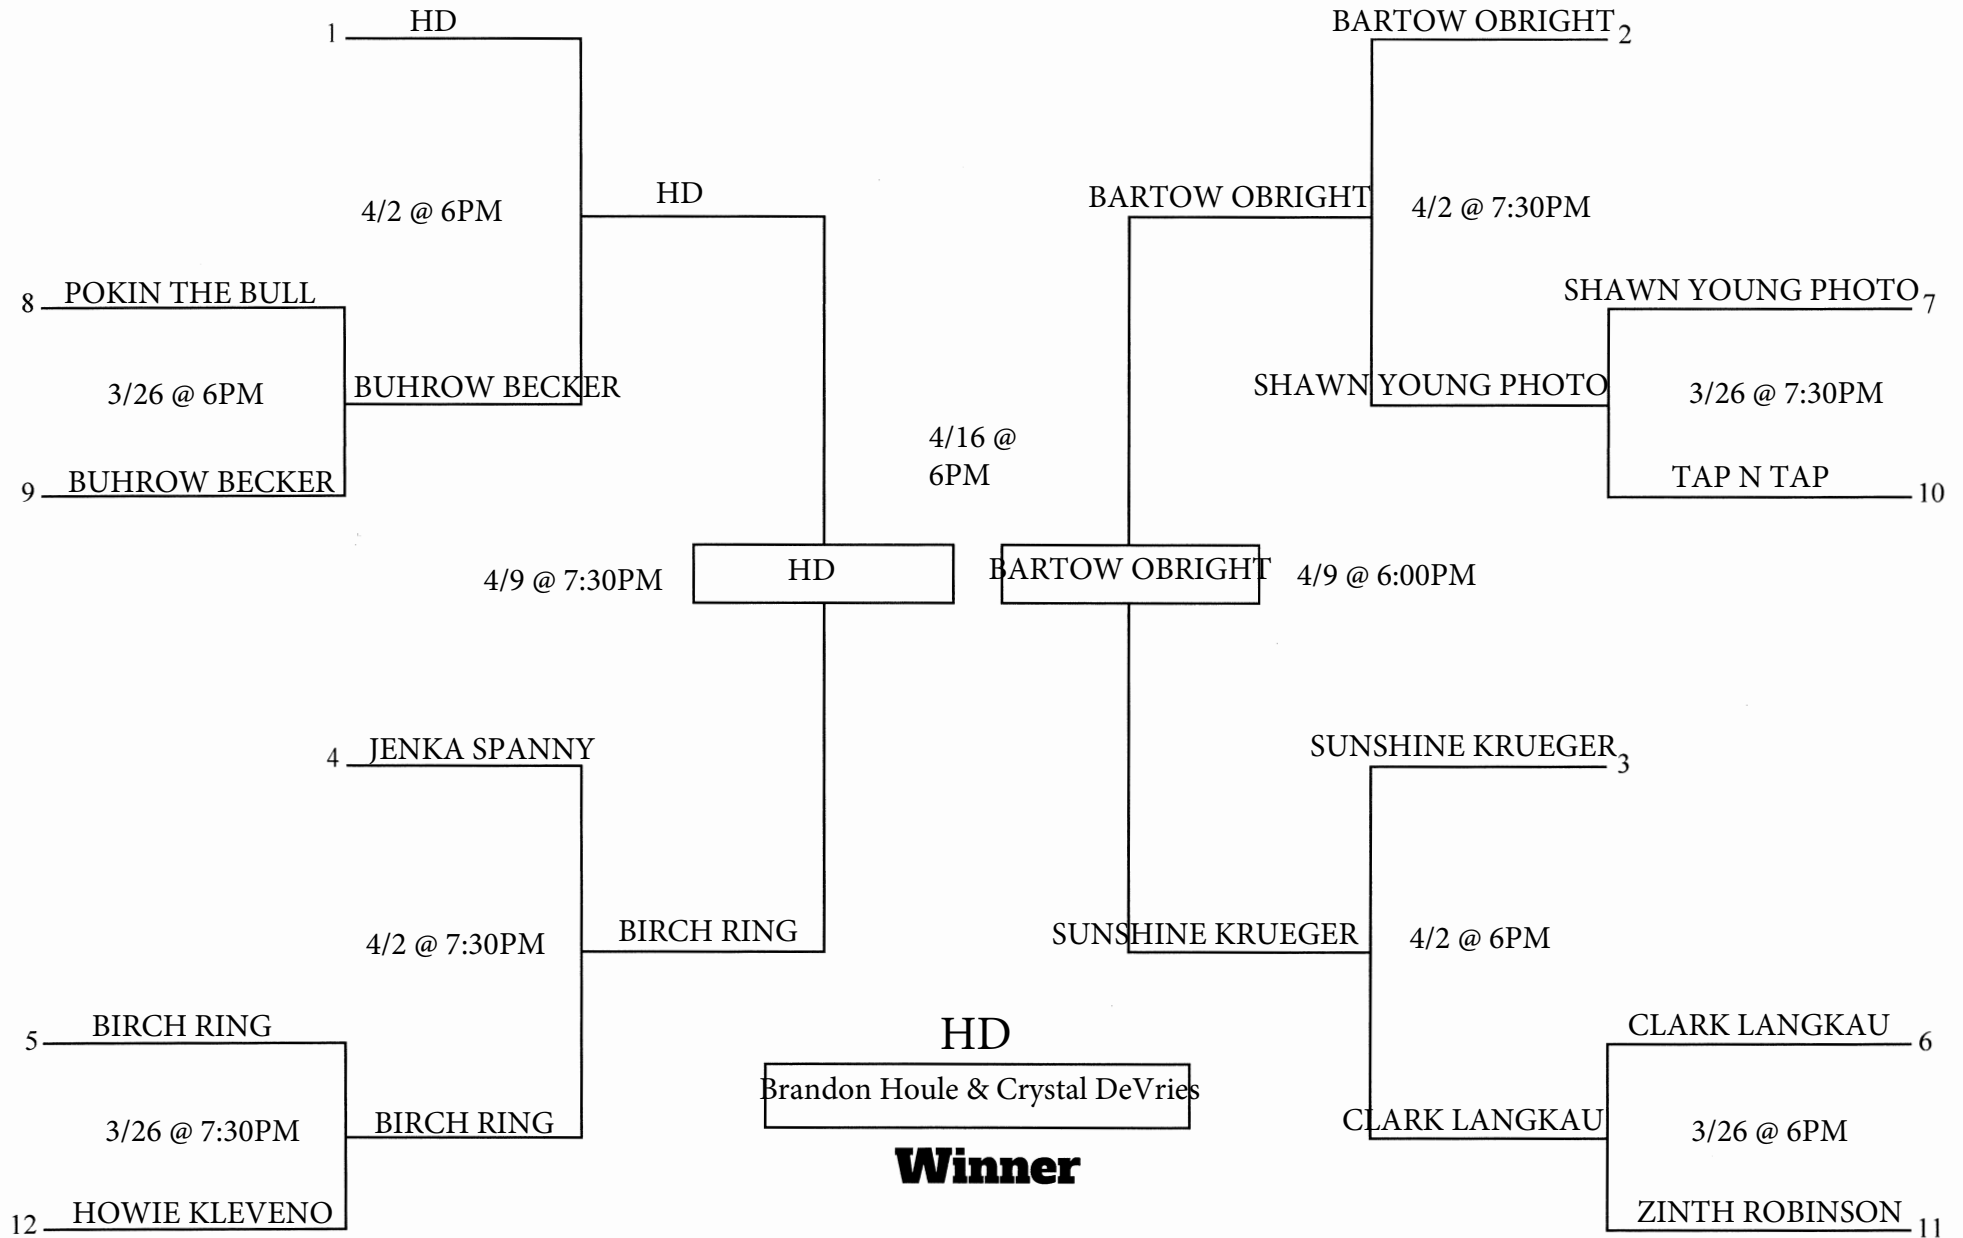 1 HD
BARTOW OBRIGHT 2
4/2 @ 6PM
HD
BARTOW OBRIGHT
4/2 @ 7:30PM
8 POKIN THE BULL
SHAWN YOUNG PHOTO 7
3/26 @ 6PM
BUHROW BECKER
SHAWN YOUNG PHOTO
3/26 @ 7:30PM
4/16 @
6PM
9 BUHROW BECKER
TAP N TAP 10
4/9 @ 7:30PM
HD
BARTOW OBRIGHT
4/9 @ 6:00PM
4 JENKA SPANNY
SUNSHINE KRUEGER 3
4/2 @ 7:30PM
BIRCH RING
SUNSHINE KRUEGER
4/2 @ 6PM
5 BIRCH RING
HD
CLARK LANGKAU 6
Brandon Houle & Crystal DeVries
3/26 @ 7:30PM
BIRCH RING
CLARK LANGKAU
3/26 @ 6PM
Winner
12 HOWIE KLEVENO
ZINTH ROBINSON 11